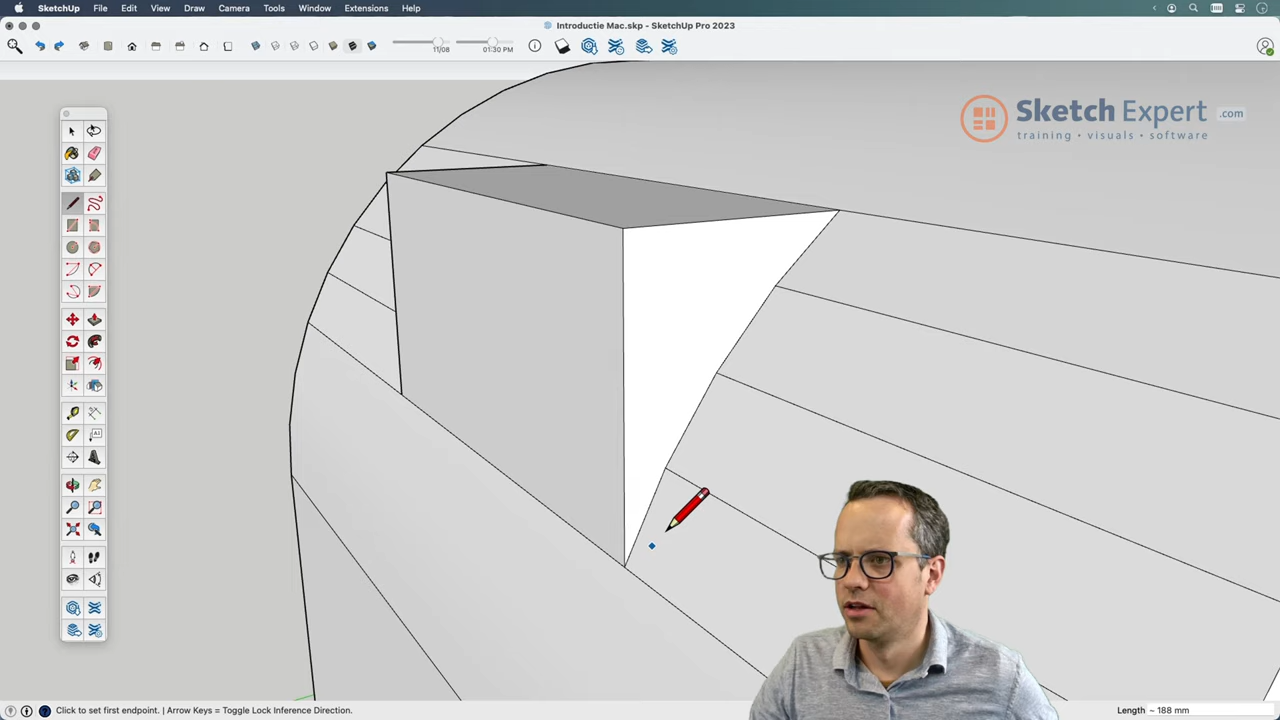 SketchUp File Edit View Draw Camera Tools Window Extensions Help
Introductie Mac.skp - SketchUp Pro 2023
11/08 01:30 PM
SketchExpert .com
training • visuals • software
Click to set first endpoint. | Arrow Keys = Toggle Lock Inference Direction. Length ~ 188 mm